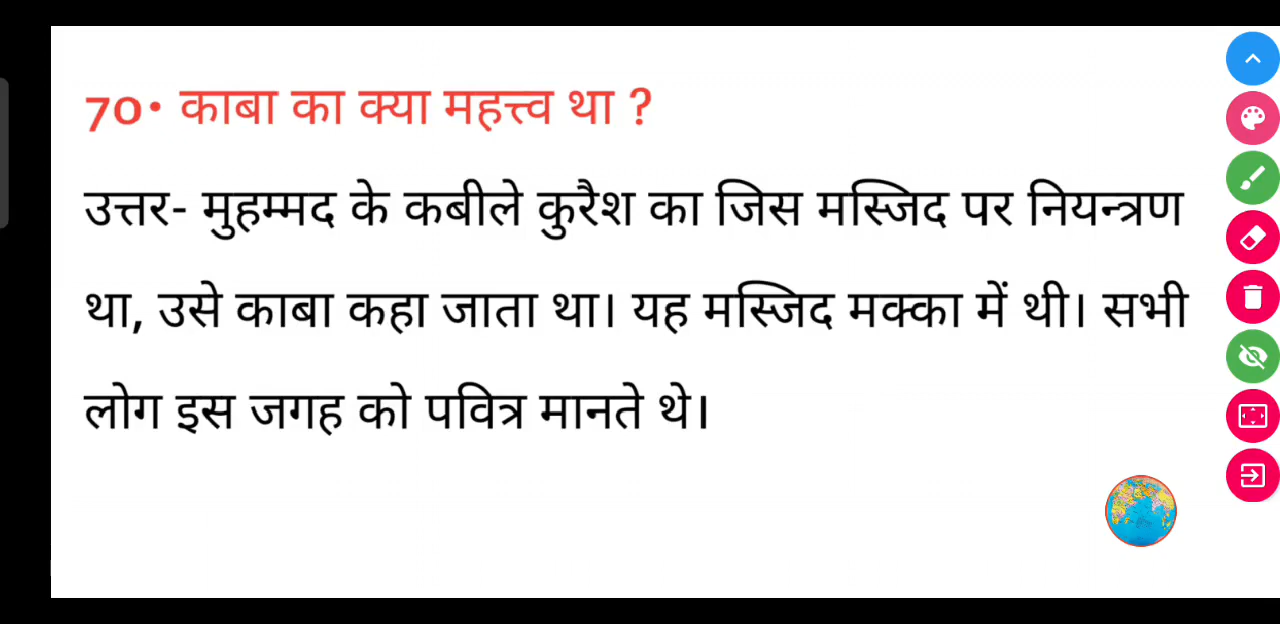 70• काबा का क्या महत्त्व था ?
उत्तर- मुहम्मद के कबीले कुरैश का जिस मस्जिद पर नियन्त्रण
था, उसे काबा कहा जाता था। यह मस्जिद मक्का में थी। सभी
लोग इस जगह को पवित्र मानते थे।